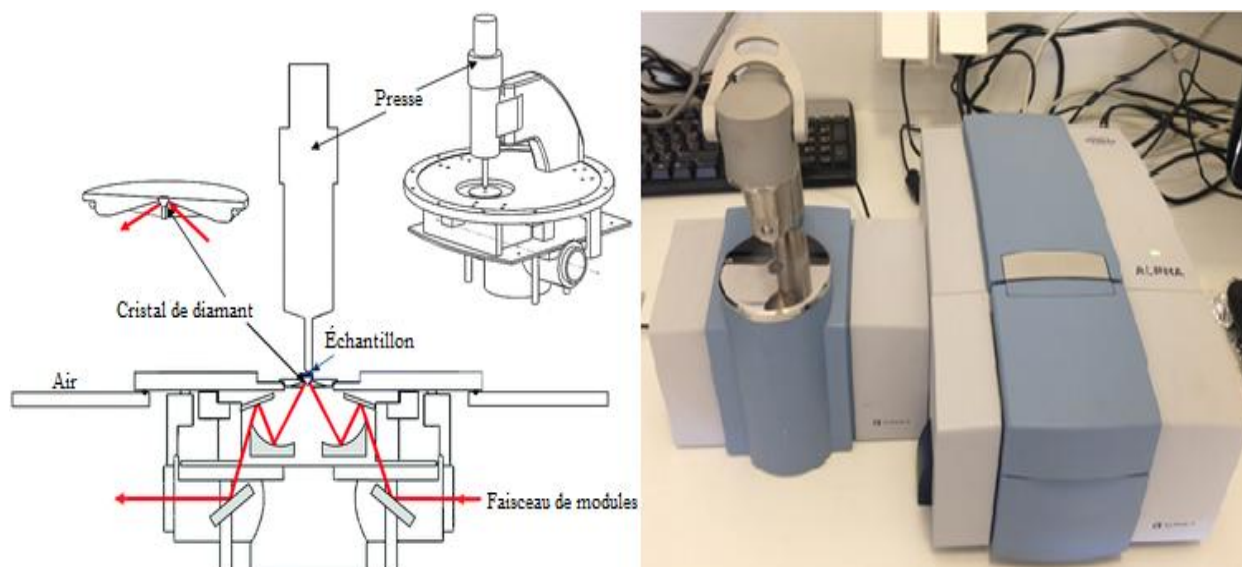 Presse
Cristal de diamant
Échantillon
Air
Faisceau de modules
ALPHA